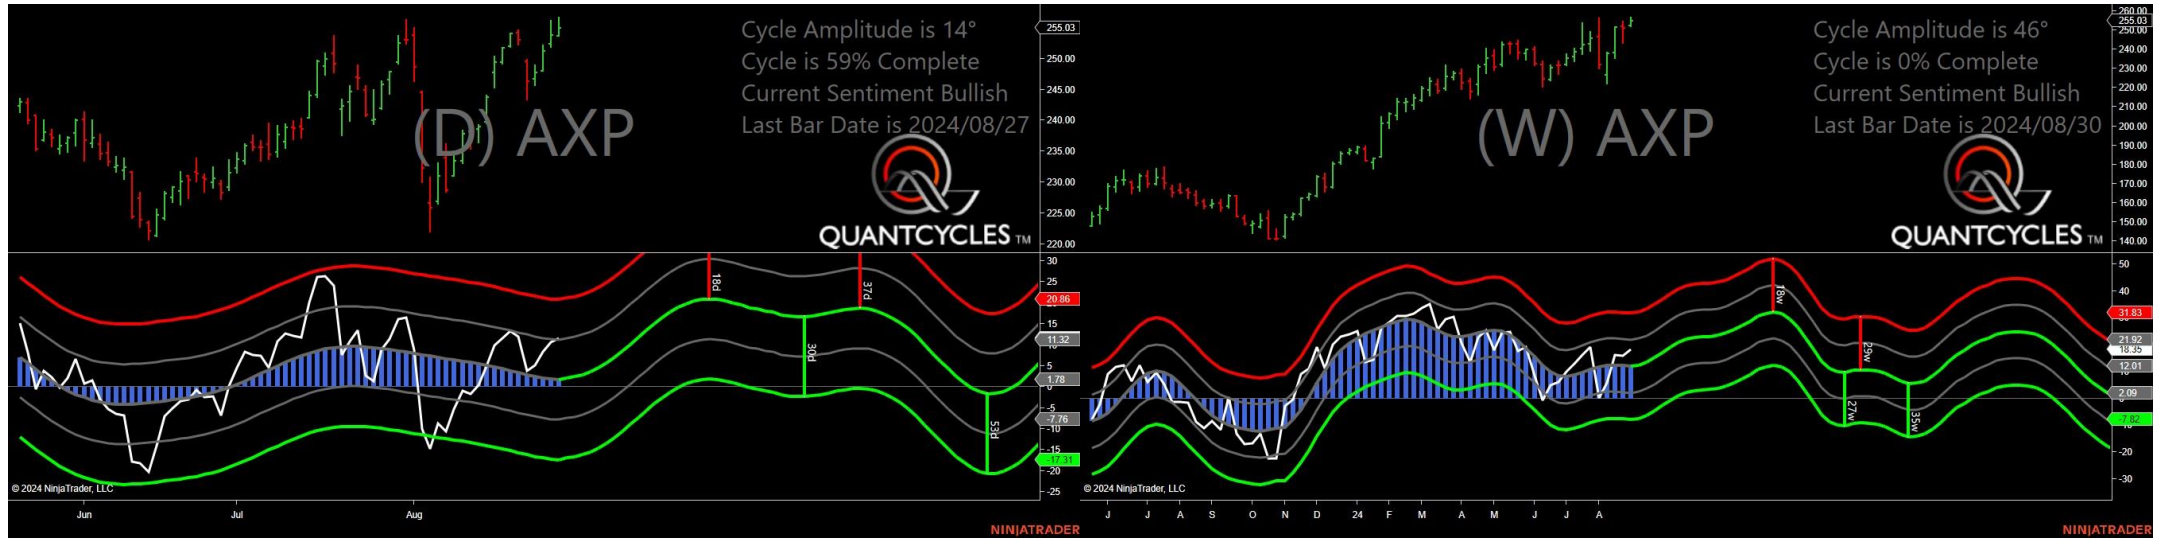 Cycle Amplitude is 14°
Cycle is 59% Complete
Current Sentiment Bullish
Last Bar Date is 2024/08/27
(D) AXP
QUANTCYCLES TM
255.03
250.00
245.00
240.00
235.00
230.00
225.00
220.00
30
25
20.86
15
11.32
5
1.78
-5
-7.76
-10
-15
-17.31
-20
-25
18d
37d
30d
53d
© 2024 NinjaTrader, LLC
Jun Jul Aug
NINJATRADER
Cycle Amplitude is 46°
Cycle is 0% Complete
Current Sentiment Bullish
Last Bar Date is 2024/08/30
(W) AXP
QUANTCYCLES TM
260.00
255.03
250.00
240.00
230.00
220.00
210.00
200.00
190.00
180.00
170.00
160.00
150.00
140.00
50
40
31.83
21.92
18.35
12.01
2.09
-7.82
-20
-30
18w
29w
27w
35w
© 2024 NinjaTrader, LLC
J J A S O N D 24 F M A M J J A
NINJATRADER